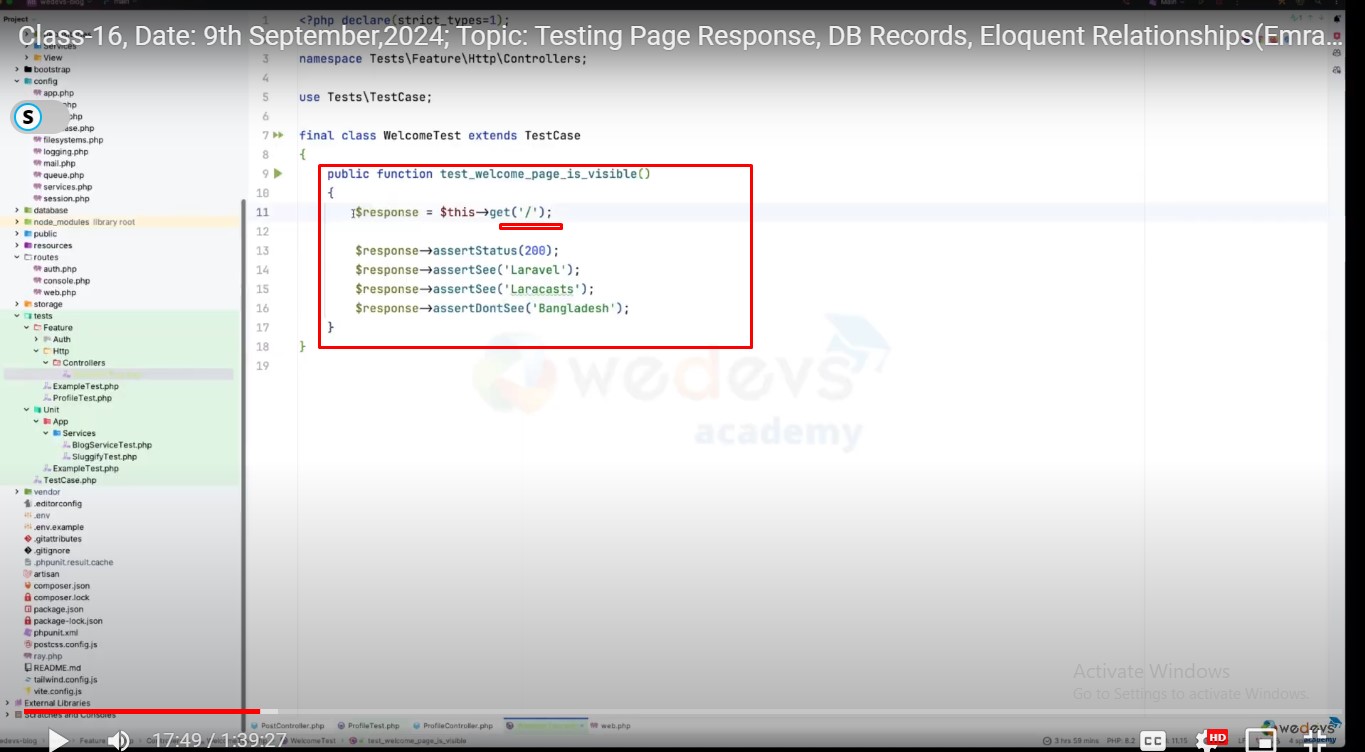 Class-16, Date: 9th September,2024; Topic: Testing Page Response, DB Records, Eloquent Relationships(Emra...
Project
Services
View
bootstrap
config
app.php
filesystems.php
logging.php
mail.php
queue.php
services.php
session.php
database
node_modules library root
public
resources
routes
auth.php
console.php
web.php
storage
tests
Feature
Auth
Http
Controllers
ExampleTest.php
ProfileTest.php
Unit
App
Services
BlogServiceTest.php
SluggifyTest.php
ExampleTest.php
TestCase.php
vendor
.editorconfig
.env
.env.example
.gitattributes
.gitignore
.phpunit.result.cache
artisan
composer.json
composer.lock
package.json
package-lock.json
phpunit.xml
postcss.config.js
ray.php
README.md
tailwind.config.js
vite.config.js
External Libraries
Scratches and Consoles
1 <?php declare(strict_types=1);
3 namespace Tests\Feature\Http\Controllers;
4
5 use Tests\TestCase;
6
7 final class WelcomeTest extends TestCase
8 {
9 public function test_welcome_page_is_visible()
10 {
11 $response = $this->get('/');
12
13 $response->assertStatus(200);
14 $response->assertSee('Laravel');
15 $response->assertSee('Laracasts');
16 $response->assertDontSee('Bangladesh');
17 }
18 }
19
wedevs
academy
Activate Windows
Go to Settings to activate Windows.
PostController.php ProfileTest.php ProfileController.php web.php
WelcomeTest test_welcome_page_is_visible
3 hrs 59 mins PHP: 8.2 11:15
17:49 / 1:39:27
CC HD
wedevs
academy